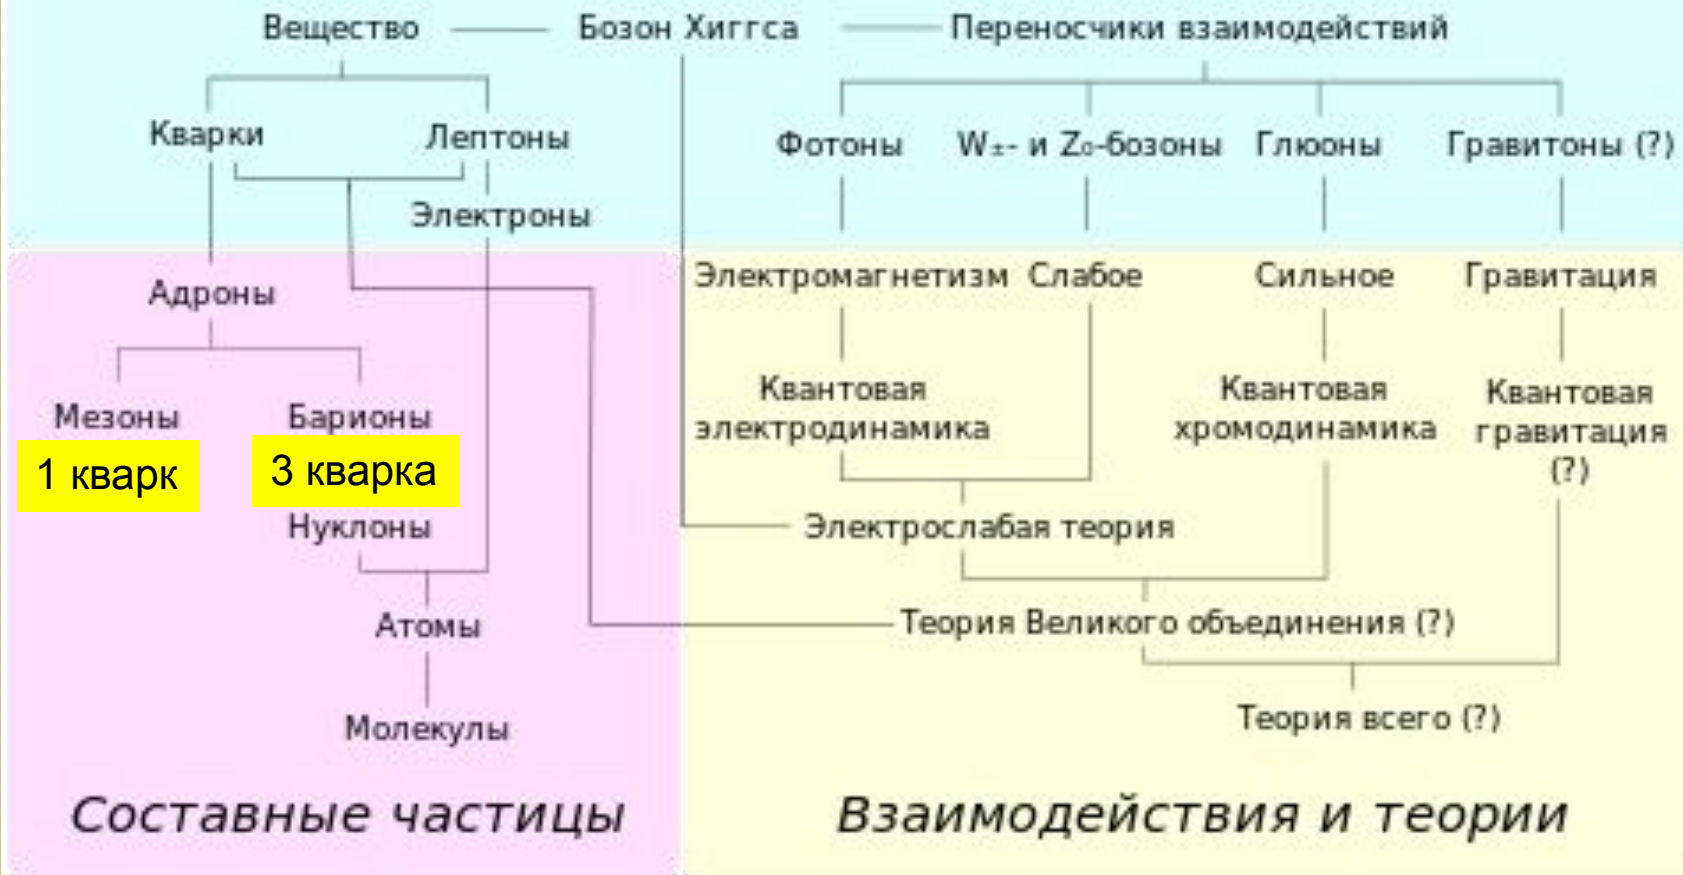 Вещество Бозон Хиггса Переносчики взаимодействий
Кварки Лептоны Фотоны W±- и Z0-бозоны Глюоны Гравитоны (?)
Электроны
Адроны Электромагнетизм Слабое Сильное Гравитация
Мезоны Барионы Квантовая электродинамика Квантовая хромодинамика Квантовая гравитация (?)
1 кварк 3 кварка
Нуклоны Электрослабая теория
Атомы Теория Великого объединения (?)
Молекулы Теория всего (?)
Составные частицы Взаимодействия и теории